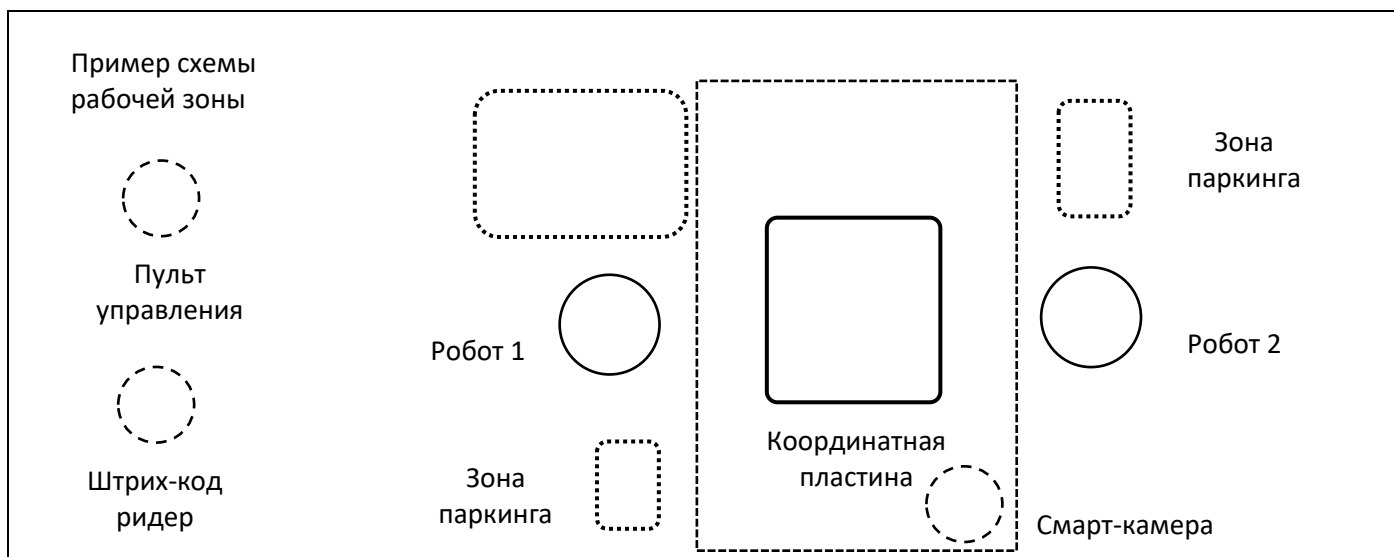 Пример схемы
рабочей зоны
Зона
паркинга
Пульт
управления
Робот 1
Робот 2
Координатная
пластина
Штрих-код
ридер
Зона
паркинга
Смарт-камера